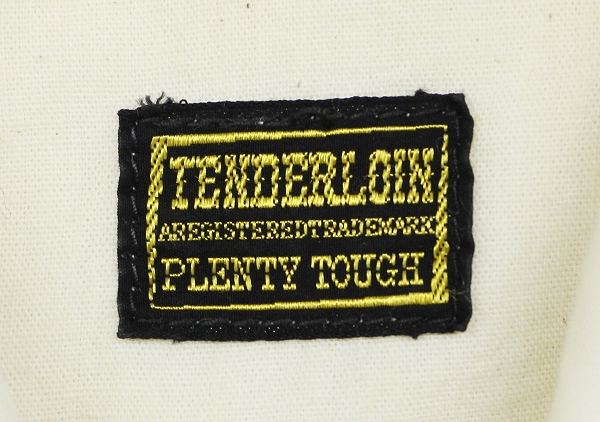 TENDERLOIN
AREGISTEREDTRADEMARK
PLENTY TOUGH